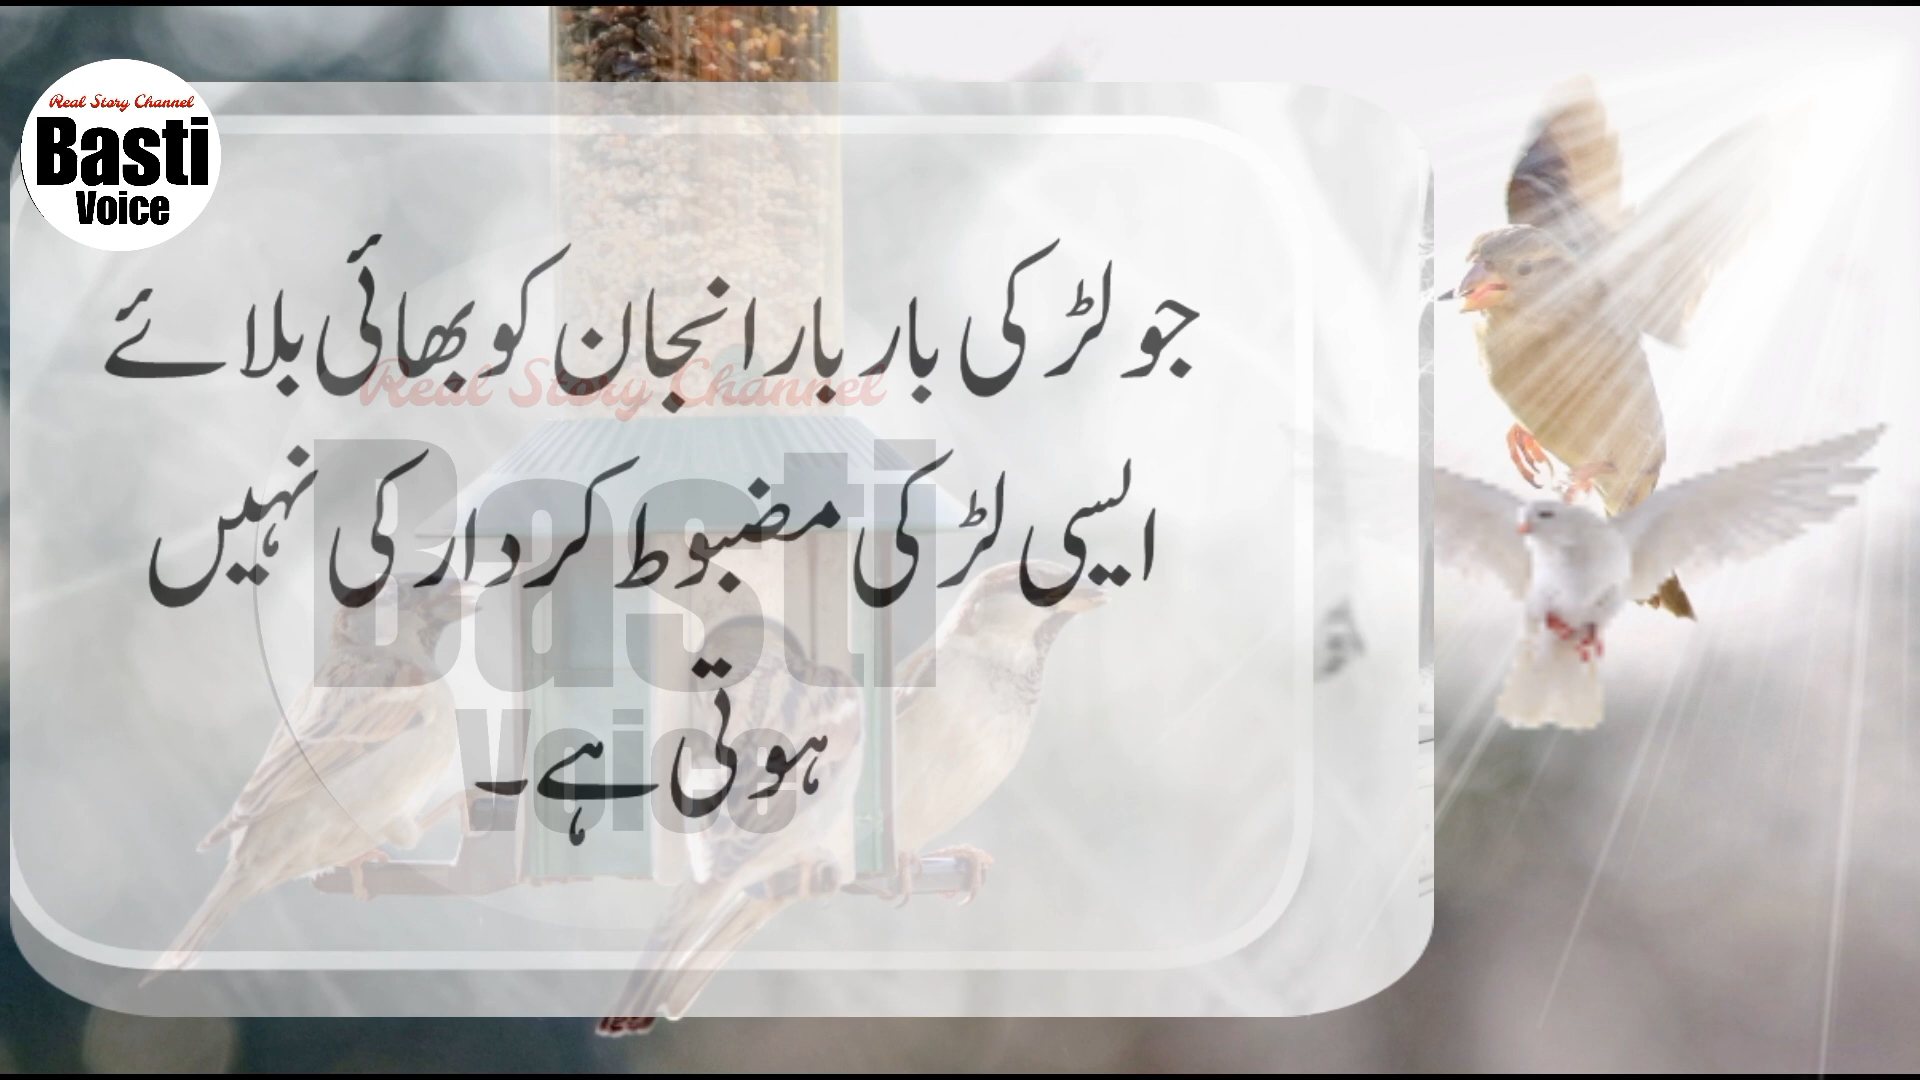 Real Story Channel
Basti
Voice
جو لڑکی بار بار انجان کو بھائی بلائے
ایسی لڑکی مضبوط کردار کی نہیں
ہوتی ہے۔
Real Story Channel
Basti
Voice